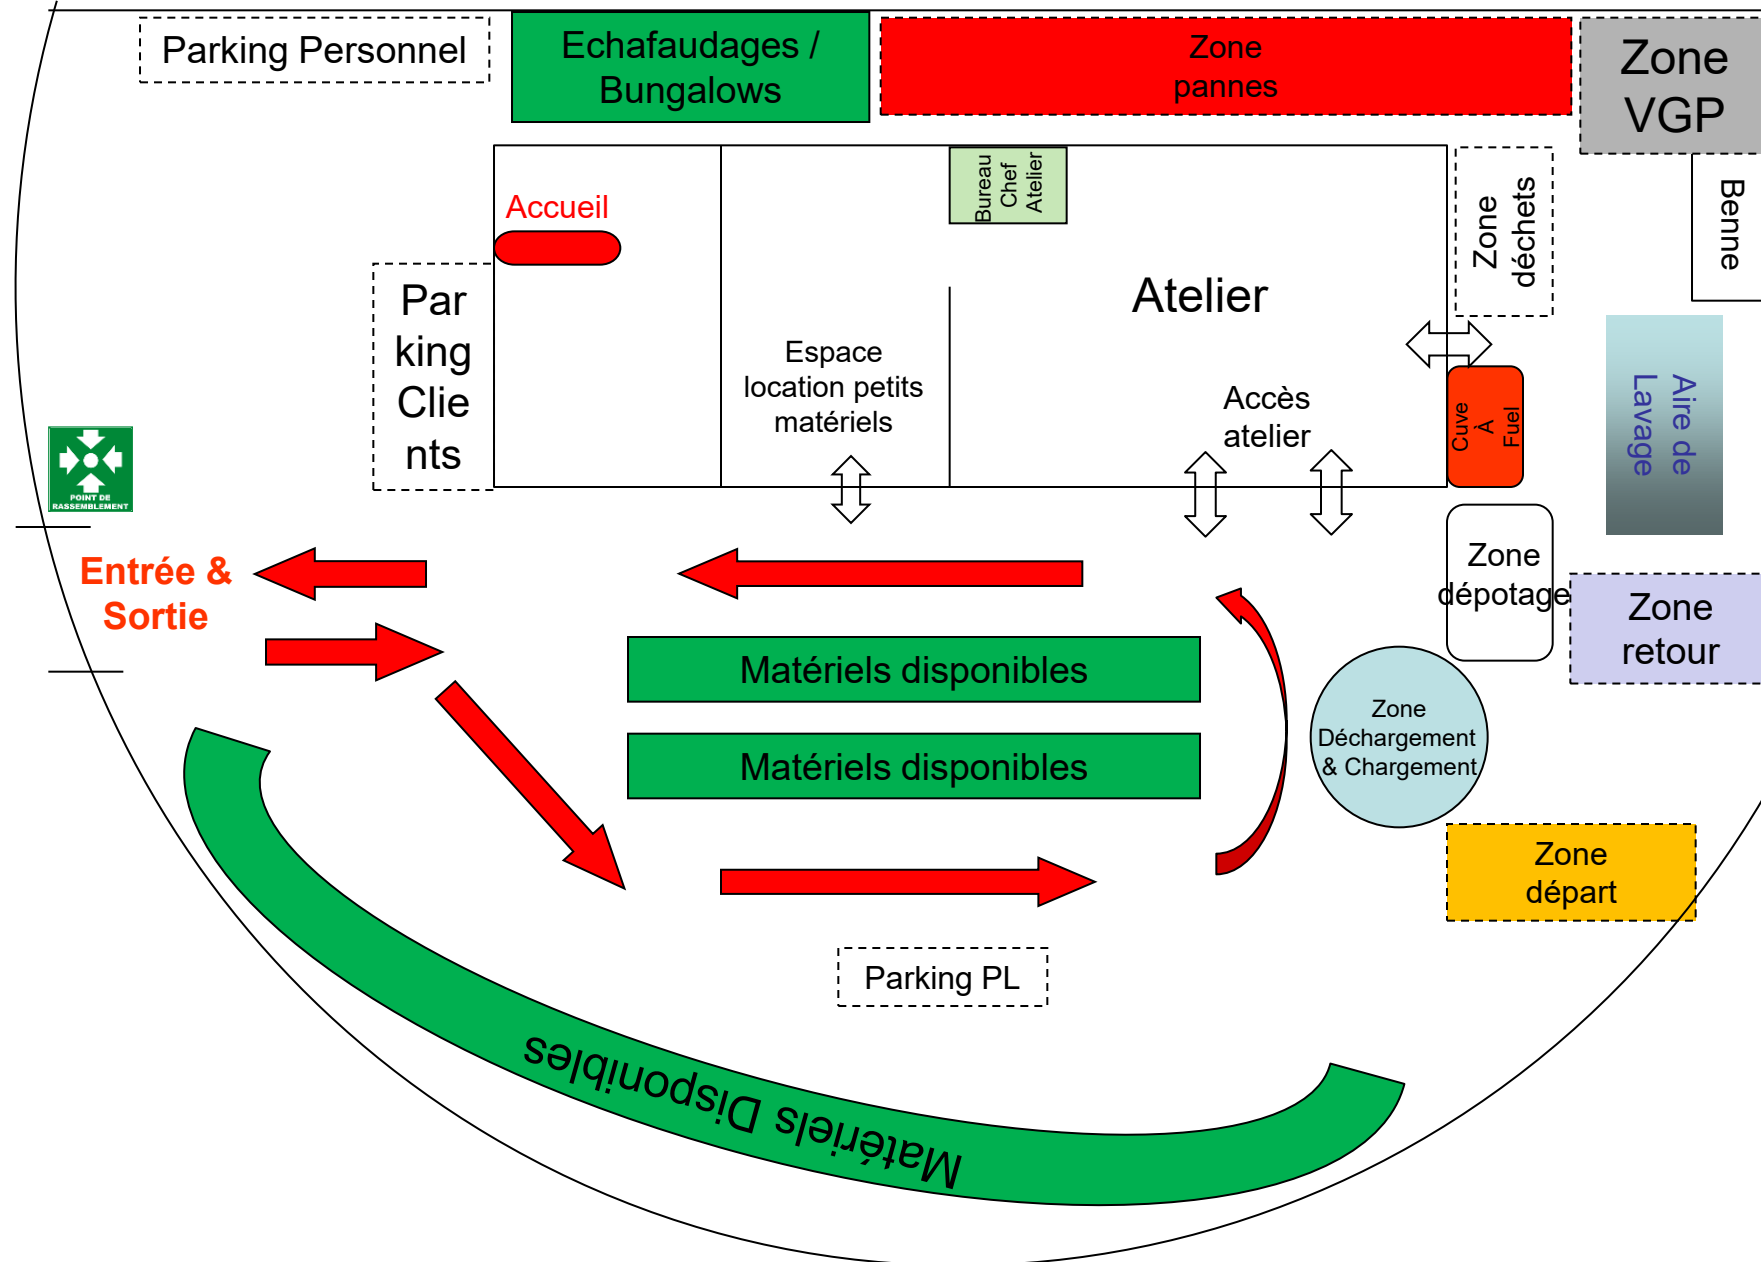 Parking Personnel
Echafaudages /
Bungalows
Zone
pannes
Zone
VGP
Accueil
Bureau
Chef
Atelier
Zone
déchets
Benne
Par
king
Clie
nts
Atelier
Espace
location petits
matériels
Accès
atelier
Cuve
À
Fuel
Aire de
Lavage
POINT DE
RASSEMBLEMENT
Entrée &
Sortie
Zone
dépotage
Zone
retour
Matériels disponibles
Zone
Déchargement
& Chargement
Matériels disponibles
Zone
départ
Parking PL
Matériels Disponibles